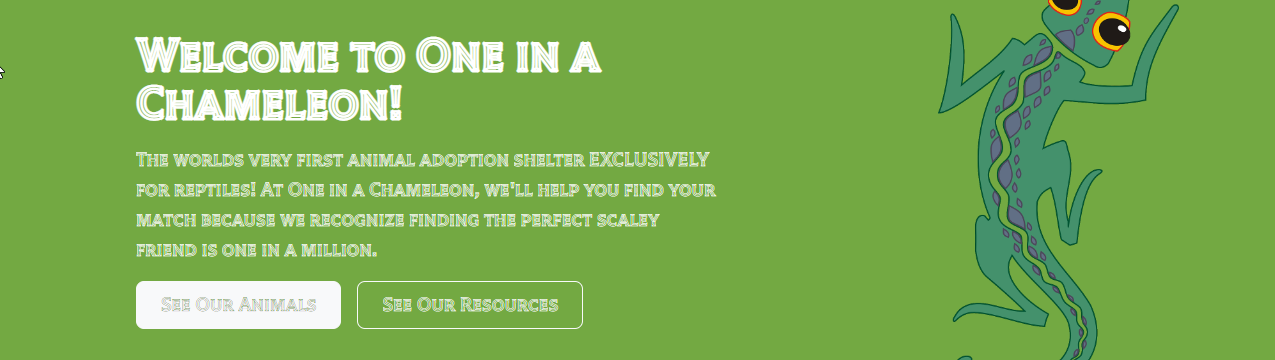 Welcome to One in a
Chameleon!
The worlds very first animal adoption shelter EXCLUSIVELY
for reptiles! At One in a Chameleon, we'll help you find your
match because we recognize finding the perfect scaley
friend is one in a million.
See Our Animals
See Our Resources